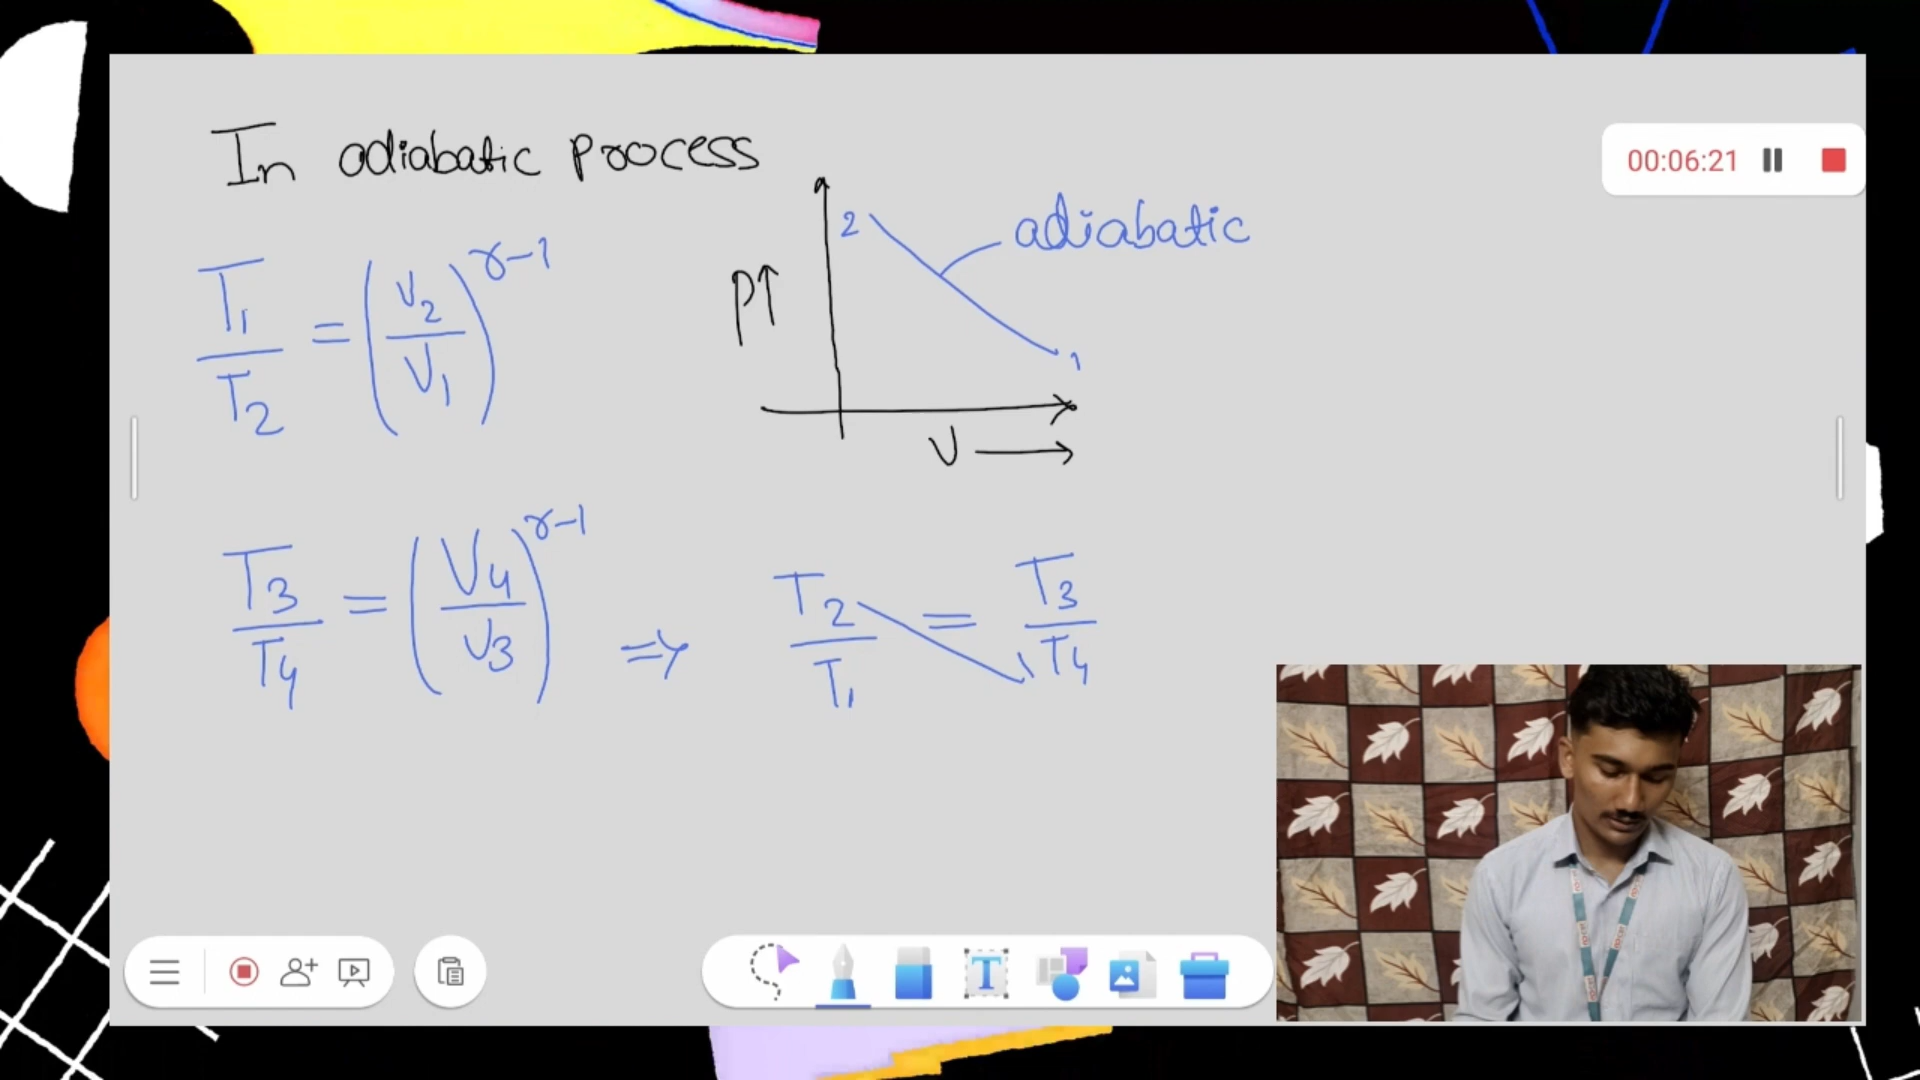 In adiabatic process
T1/T2 = (V2/V1)^γ-1
2
adiabatic
P↑
1
V →
T3/T4 = (V4/V3)^γ-1 => T2/T1 = T3/T4
00:06:21
T